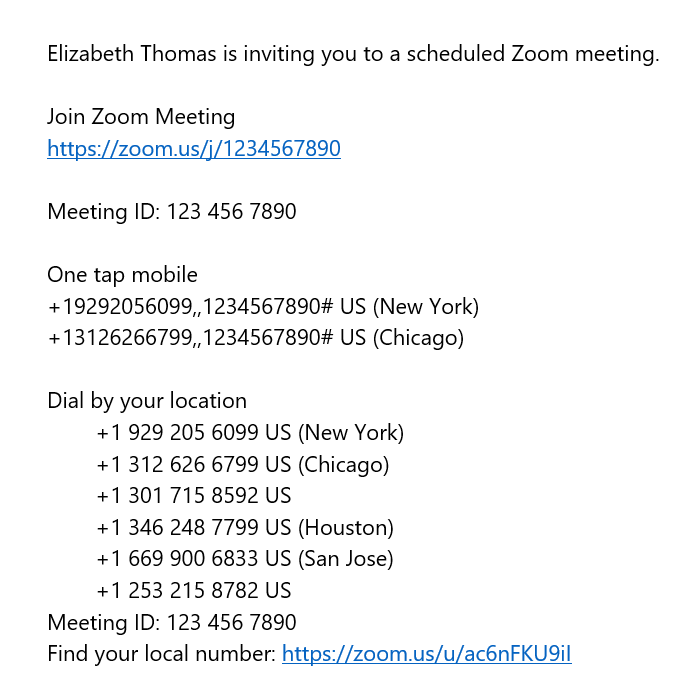 Elizabeth Thomas is inviting you to a scheduled Zoom meeting.
Join Zoom Meeting
https://zoom.us/j/1234567890
Meeting ID: 123 456 7890
One tap mobile
+19292056099,,1234567890# US (New York)
+13126266799,,1234567890# US (Chicago)
Dial by your location
+1 929 205 6099 US (New York)
+1 312 626 6799 US (Chicago)
+1 301 715 8592 US
+1 346 248 7799 US (Houston)
+1 669 900 6833 US (San Jose)
+1 253 215 8782 US
Meeting ID: 123 456 7890
Find your local number: https://zoom.us/u/ac6nFKU9iI